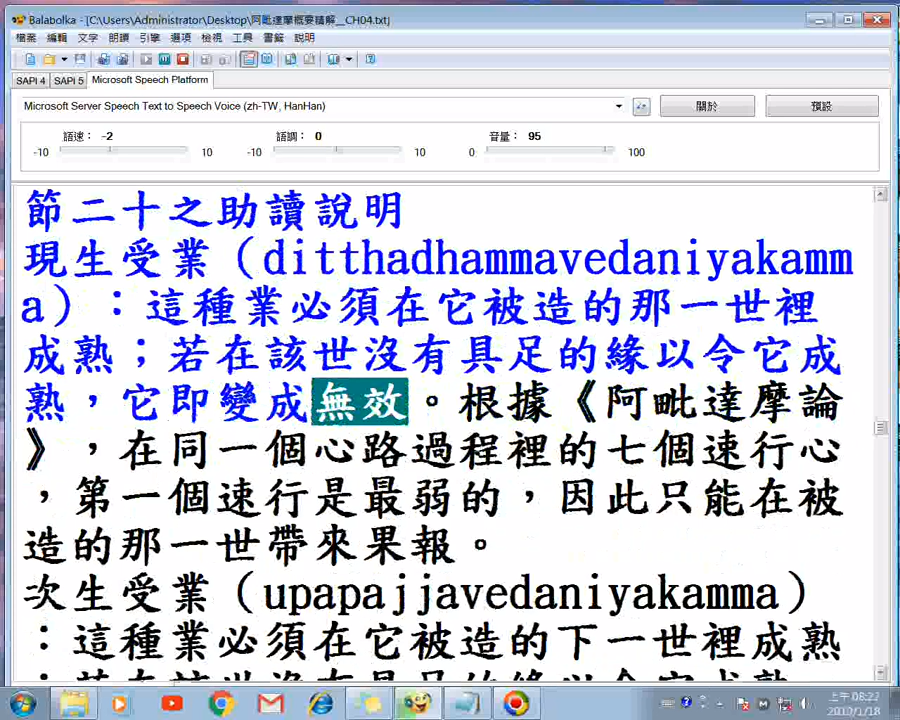 Balabolka - [C:\Users\Administrator\Desktop\阿毗達摩概要精解__CH04.txt]
檔案 編輯 文字 朗讀 引擎 選項 檢視 工具 書籤 說明
SAPI 4 SAPI 5 Microsoft Speech Platform
Microsoft Server Speech Text to Speech Voice (zh-TW, HanHan) 關於 預設
語速： -2 語調： 0 音量： 95
-10 10 -10 10 0 100
節二十之助讀說明
現生受業（ditthadhammavedaniyakamm
a）：這種業必須在它被造的那一世裡
成熟；若在該世沒有具足的緣以令它成
熟，它即變成無效。根據《阿毗達摩論
》，在同一個心路過程裡的七個速行心
，第一個速行是最弱的，因此只能在被
造的那一世帶來果報。
次生受業（upapajjavedaniyakamma）
：這種業必須在它被造的下一世裡成熟
上午 08:22